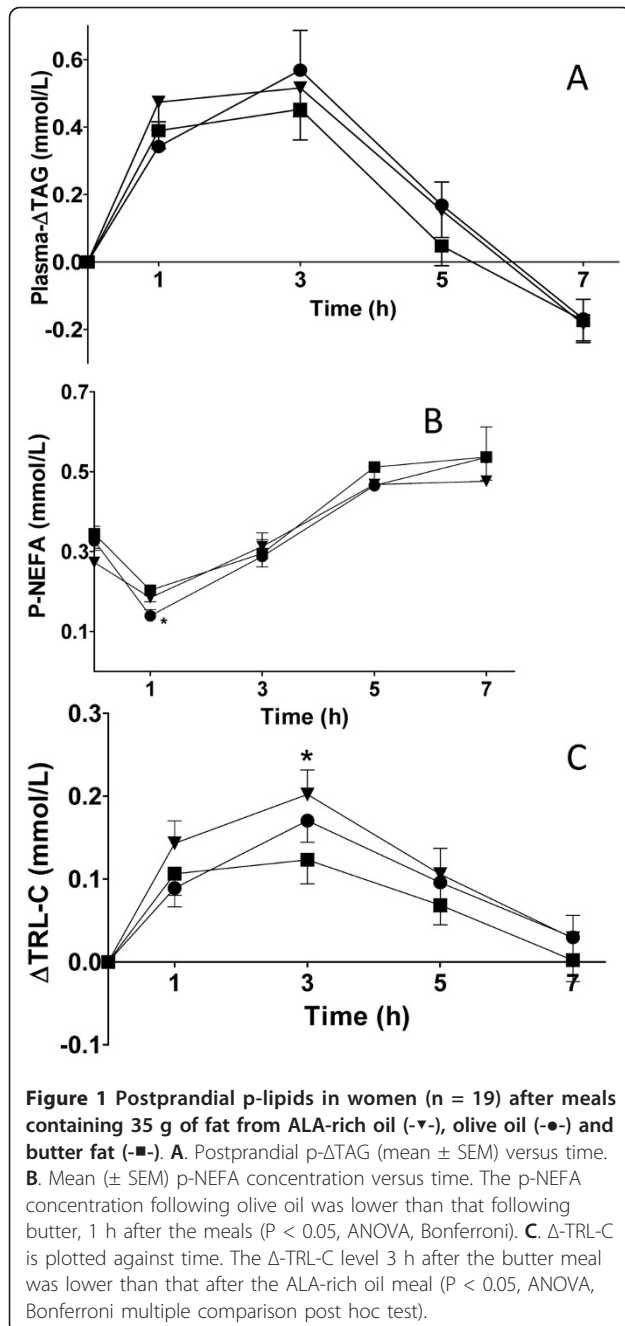 A
Plasma-ΔTAG (mmol/L)
0.6
0.4
0.2
0.0
-0.2
1 3 5 7
Time (h)
B
P-NEFA (mmol/L)
0.7
0.5
0.3
0.1
*
1 3 5 7
Time (h)
C
ΔTRL-C (mmol/L)
0.3
0.2
0.1
0.0
-0.1
*
1 3 5 7
Time (h)
Figure 1 Postprandial p-lipids in women (n = 19) after meals
containing 35 g of fat from ALA-rich oil (-▼-), olive oil (-●-) and
butter fat (-■-). A. Postprandial p-ΔTAG (mean ± SEM) versus time.
B. Mean (± SEM) p-NEFA concentration versus time. The p-NEFA
concentration following olive oil was lower than that following
butter, 1 h after the meals (P < 0.05, ANOVA, Bonferroni). C. Δ-TRL-C
is plotted against time. The Δ-TRL-C level 3 h after the butter meal
was lower than that after the ALA-rich oil meal (P < 0.05, ANOVA,
Bonferroni multiple comparison post hoc test).